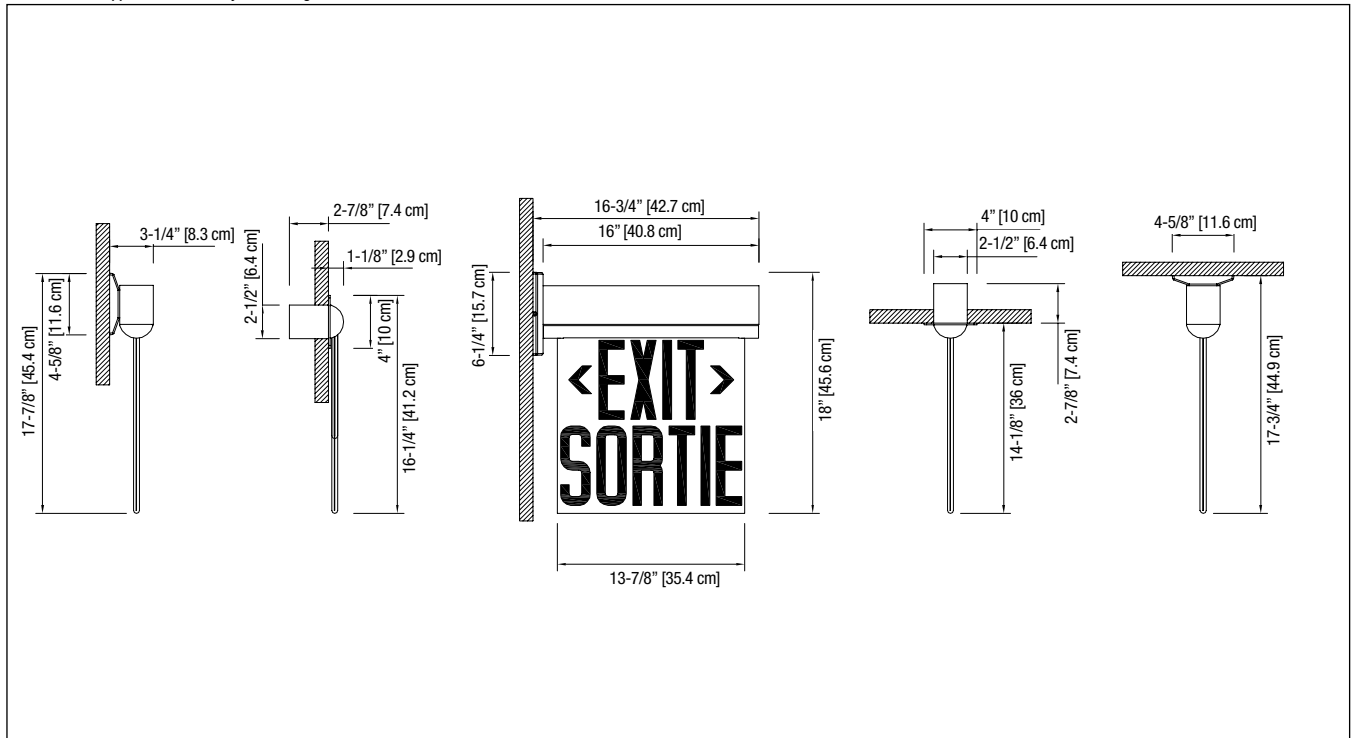 3-1/4” [8.3 cm]
17-7/8” [45.4 cm]
4-5/8” [11.6 cm]
2-7/8” [7.4 cm]
1-1/8” [2.9 cm]
2-1/2” [6.4 cm]
4” [10 cm]
16-1/4” [41.2 cm]
16-3/4” [42.7 cm]
16” [40.8 cm]
6-1/4” [15.7 cm]
‹EXIT›
SORTIE
18” [45.6 cm]
13-7/8” [35.4 cm]
4” [10 cm]
2-1/2” [6.4 cm]
14-1/8” [36 cm]
2-7/8” [7.4 cm]
4-5/8” [11.6 cm]
17-3/4” [44.9 cm]